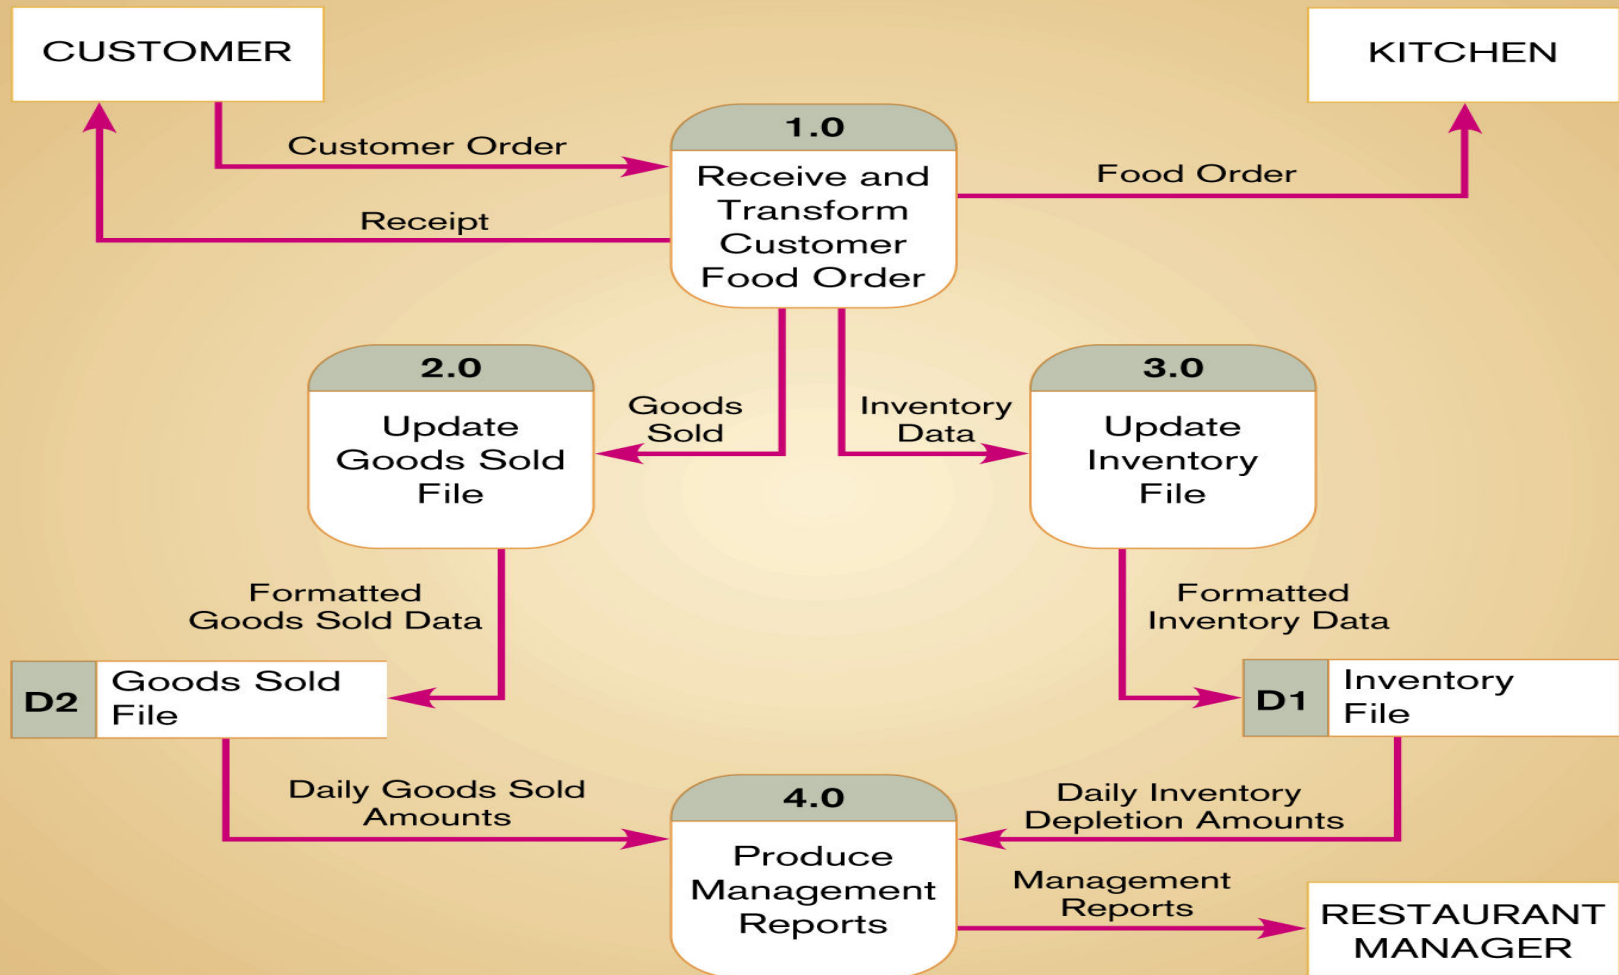 CUSTOMER
KITCHEN
1.0
Receive and
Transform
Customer
Food Order
Customer Order
Receipt
Food Order
2.0
Update
Goods Sold
File
Goods
Sold
Inventory
Data
3.0
Update
Inventory
File
Formatted
Goods Sold Data
Formatted
Inventory Data
D2
Goods Sold
File
D1
Inventory
File
Daily Goods Sold
Amounts
4.0
Produce
Management
Reports
Daily Inventory
Depletion Amounts
Management
Reports
RESTAURANT
MANAGER